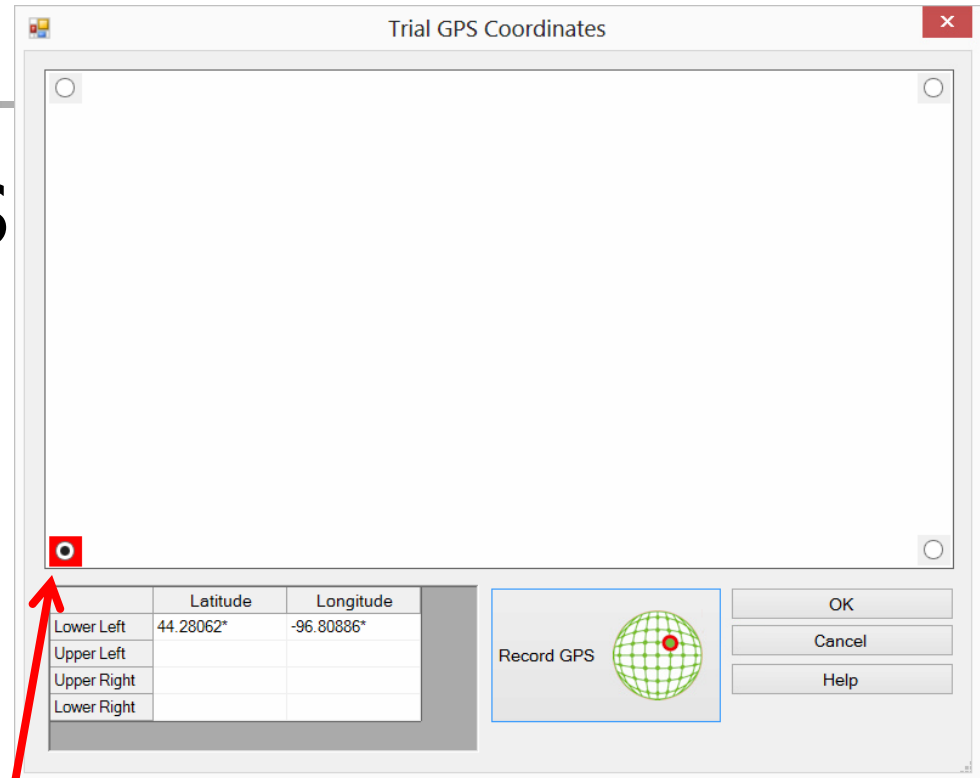 Trial GPS Coordinates
S
Latitude Longitude
Lower Left 44.28062* -96.80886*
Upper Left
Upper Right
Lower Right
Record GPS
OK
Cancel
Help